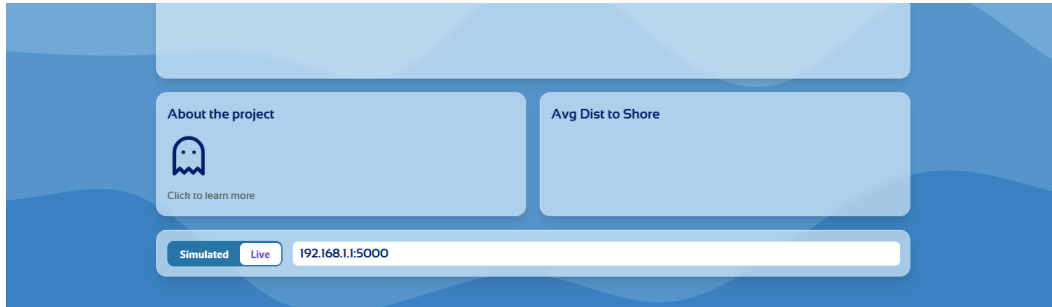 About the project
Click to learn more
Avg Dist to Shore
Simulated Live 192.168.1.1:5000